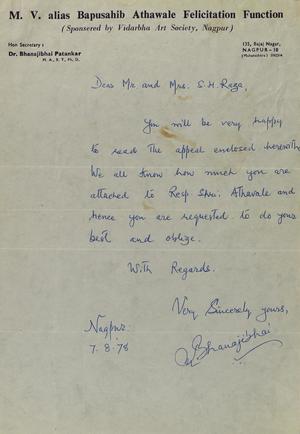 M. V. alias Bapusahib Athawale Felicitation Function
(Sponsered by Vidarbha Art Society, Nagpur)
Hon Secretary :
Dr. Bhanajibhai Patankar
M. A., B. T., Ph. D.
135, Bajaj Nagar,
NAGPUR-10
(Maharashtra) INDIA
Dear Mr. and Mrs. S. H. Raza,
You will be very happy
to read the appeal enclosed herewith.
We all know how much you are
attached to Resp. Shri. Athavale and
hence you are requested to do your
best and oblige.
With Regards.
Very Sincerely yours,
Bhanajibhai
Nagpur
7.8.78